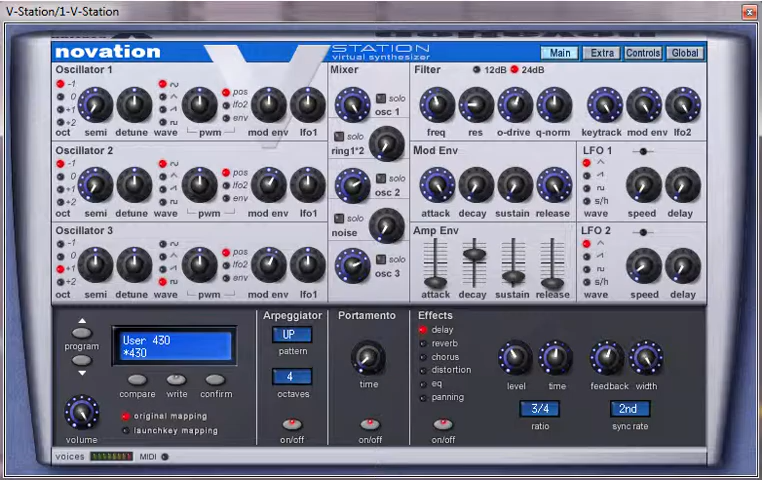 V-Station/1-V-Station
novation
V STATION
virtual synthesizer
Main Extra Controls Global
Oscillator 1
-1
0
+1
+2
oct semi detune wave pwm mod env lfo1
pos
lfo2
env
Mixer
solo
osc 1
solo
ring1*2
solo
osc 2
solo
noise
solo
osc 3
Filter 12dB 24dB
freq res o-drive q-norm keytrack mod env lfo2
Oscillator 2
-1
0
+1
+2
oct semi detune wave pwm mod env lfo1
pos
lfo2
env
Mod Env
attack decay sustain release
LFO 1
s/h
wave speed delay
Oscillator 3
-1
0
+1
+2
oct semi detune wave pwm mod env lfo1
pos
lfo2
env
Amp Env
attack decay sustain release
LFO 2
s/h
wave speed delay
program
User 430
*430
compare write confirm
volume
original mapping
launchkey mapping
Arpeggiator
UP
pattern
4
octaves
on/off
Portamento
time
on/off
Effects
delay
reverb
chorus
distortion
eq
panning
on/off
level time feedback width
3/4
ratio
2nd
sync rate
voices MIDI